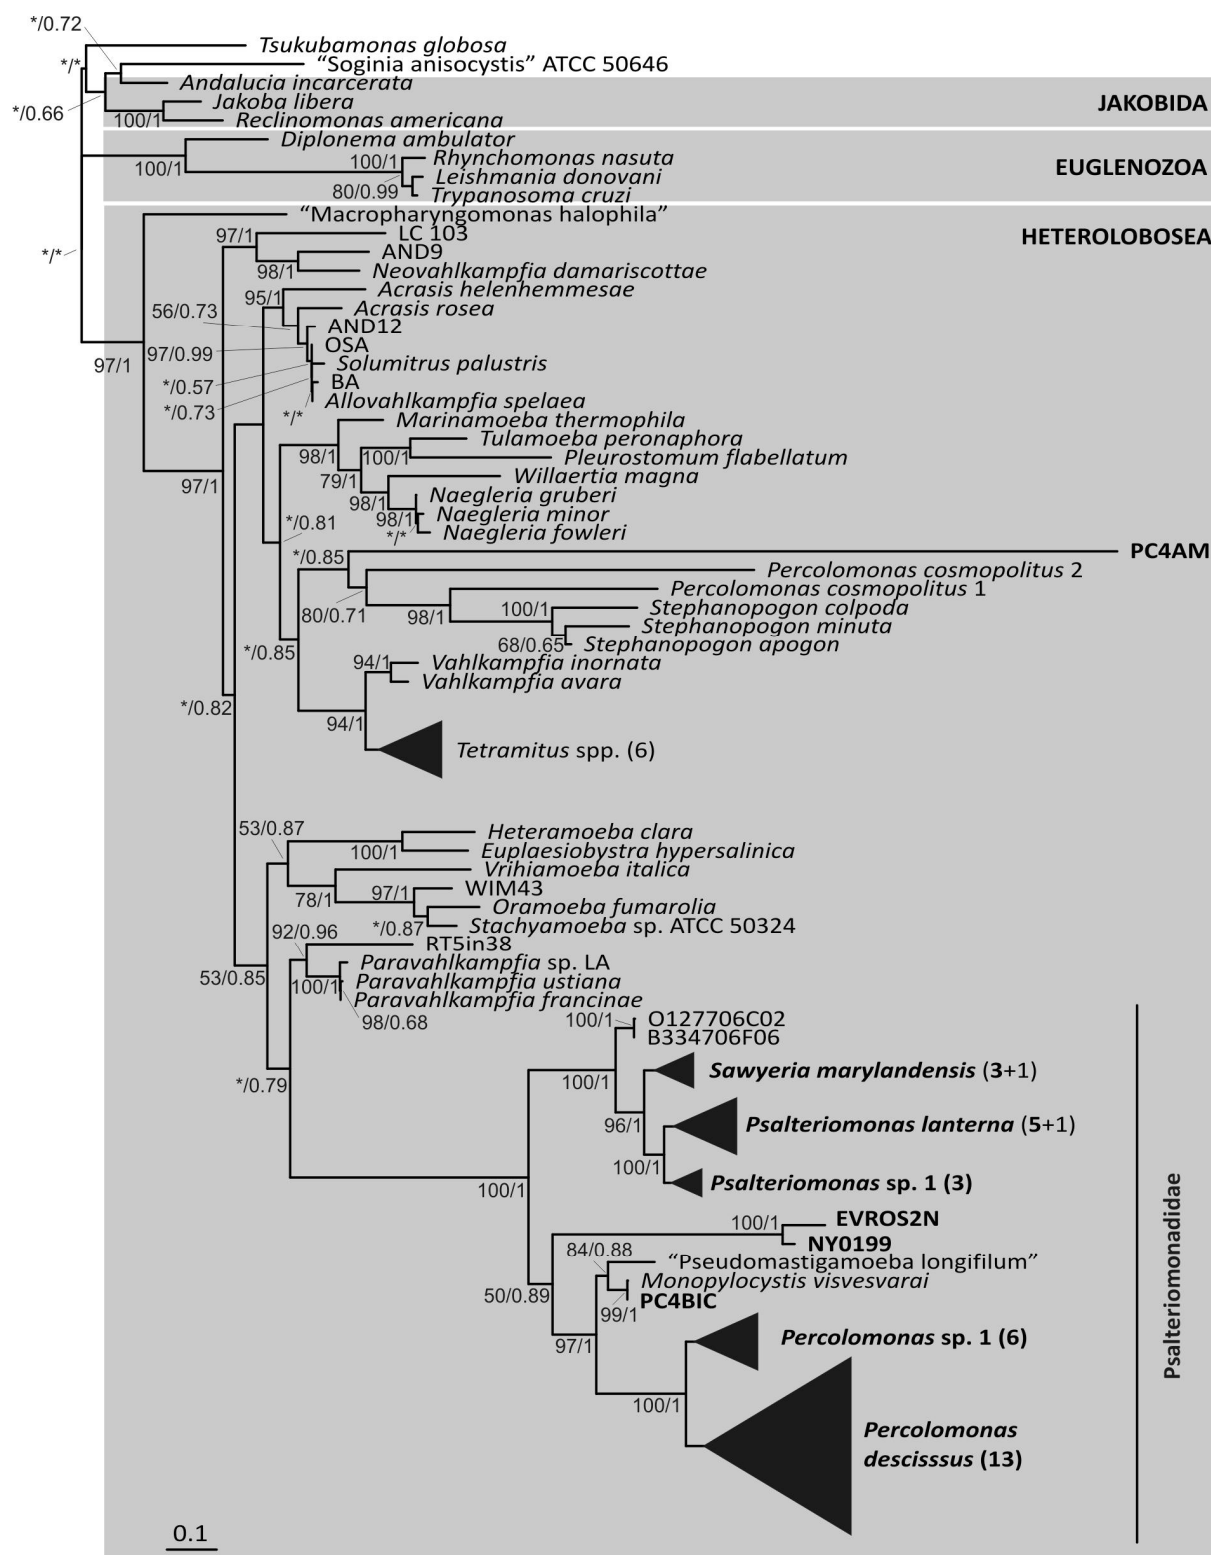 */0.72
Tsukubamonas globosa
*/*
“Soginia anisocystis” ATCC 50646
Andalucia incarcerata
*/0.66
Jakoba libera
JAKOBIDA
100/1
Reclinomonas americana
Diplonema ambulator
100/1
100/1
Rhynchomonas nasuta
EUGLENOZOA
Leishmania donovani
80/0.99
Trypanosoma cruzi
“Macropharyngomonas halophila”
97/1
LC 103
HETEROLOBOSEA
*/*
AND9
98/1
Neovahlkampfia damariscottae
95/1
Acrasis helenhemmesae
56/0.73
Acrasis rosea
AND12
97/0.99
OSA
97/1
Solumitrus palustris
*/0.57
BA
*/0.73
Allovahlkampfia spelaea
*/*
Marinamoeba thermophila
98/1
Tulamoeba peronaphora
100/1
Pleurostomum flabellatum
97/1
79/1
Willaertia magna
98/1
Naegleria gruberi
98/1
Naegleria minor
*/0.81
*/*
Naegleria fowleri
*/0.85
PC4AM
Percolomonas cosmopolitus 2
80/0.71
Percolomonas cosmopolitus 1
98/1
100/1
Stephanopogon colpoda
Stephanopogon minuta
*/0.85
68/0.65
Stephanopogon apogon
94/1
Vahlkampfia inornata
Vahlkampfia avara
*/0.82
94/1
Tetramitus spp. (6)
53/0.87
Heteramoeba clara
100/1
Euplaesiobystra hypersalinica
Vrihiamoeba italica
78/1
97/1
WIM43
Oramoeba fumarolia
*/0.87
Stachyamoeba sp. ATCC 50324
92/0.96
RT5in38
53/0.85
Paravahlkampfia sp. LA
100/1
Paravahlkampfia ustiana
Paravahlkampfia francinae
98/0.68
100/1
O127706C02
B334706F06
*/0.79
100/1
Sawyeria marylandensis (3+1)
96/1
Psalteriomonas lanterna (5+1)
100/1
Psalteriomonas sp. 1 (3)
100/1
Psalteriomonadidae
100/1
EVROS2N
NY0199
84/0.88
“Pseudomastigamoeba longifilum”
Monopylocystis visvesvarai
50/0.89
PC4BIC
99/1
97/1
Percolomonas sp. 1 (6)
100/1
Percolomonas
descisssus (13)
0.1